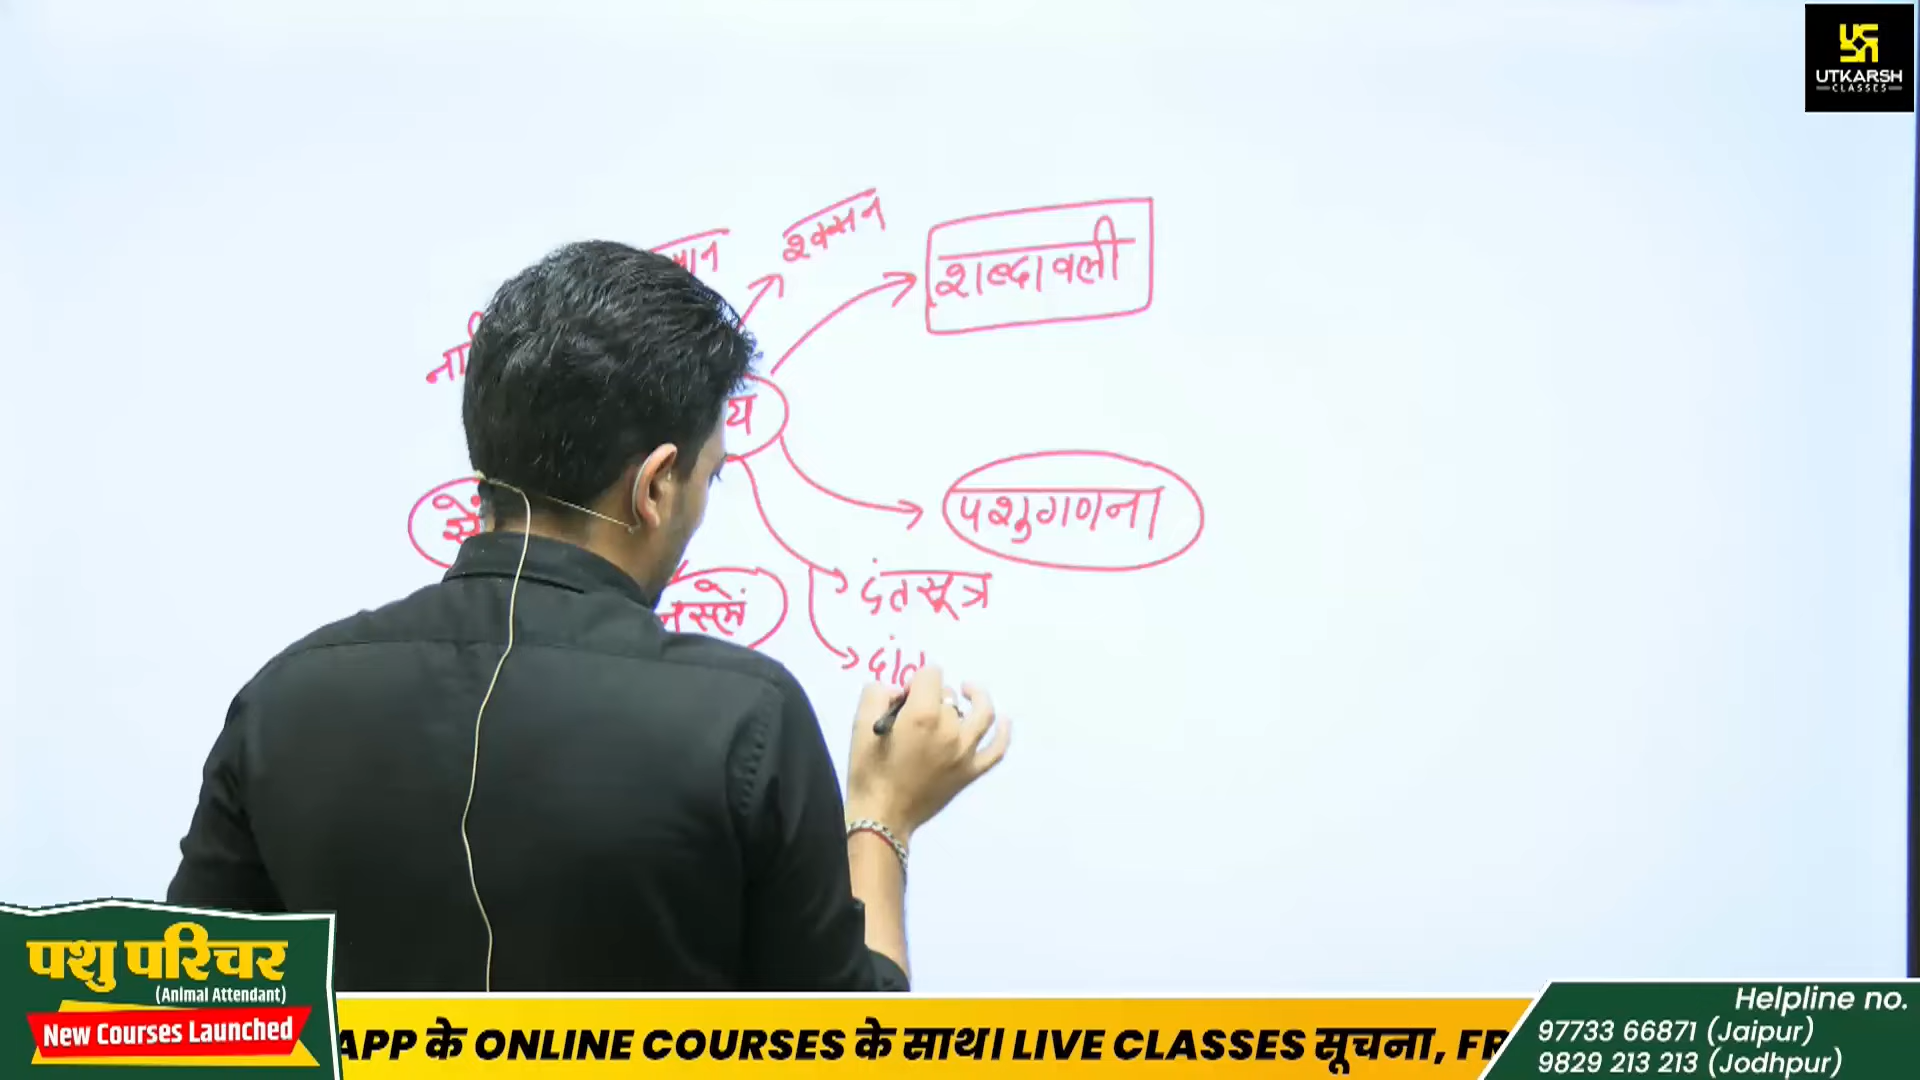 UTKARSH
CLASSES
श्वसन
शब्दावली
पशुगणना
दंतसूत्र
नस्लें
पशु परिचर
(Animal Attendant)
New Courses Launched
APP के ONLINE COURSES के साथ। LIVE CLASSES सूचना, FR
Helpline no.
97733 66871 (Jaipur)
9829 213 213 (Jodhpur)